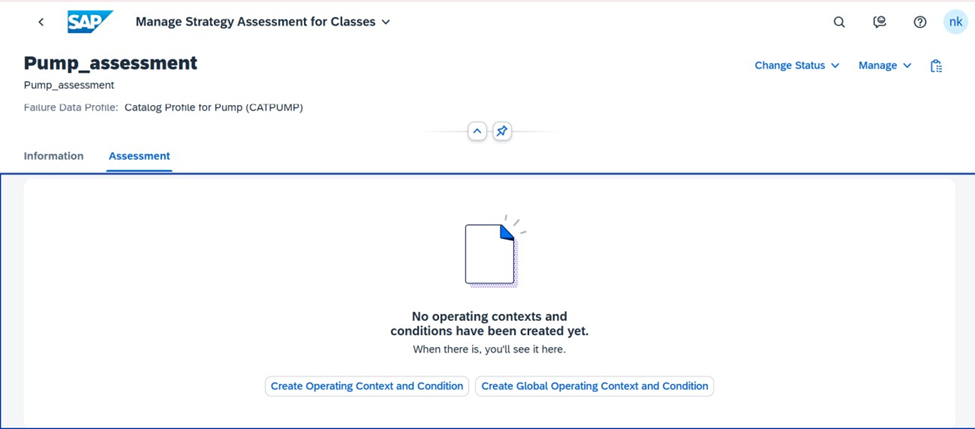 SAP Manage Strategy Assessment for Classes nk
Pump_assessment Change Status Manage
Pump_assessment
Failure Data Profile: Catalog Profile for Pump (CATPUMP)
Information Assessment
No operating contexts and
conditions have been created yet.
When there is, you'll see it here.
Create Operating Context and Condition Create Global Operating Context and Condition